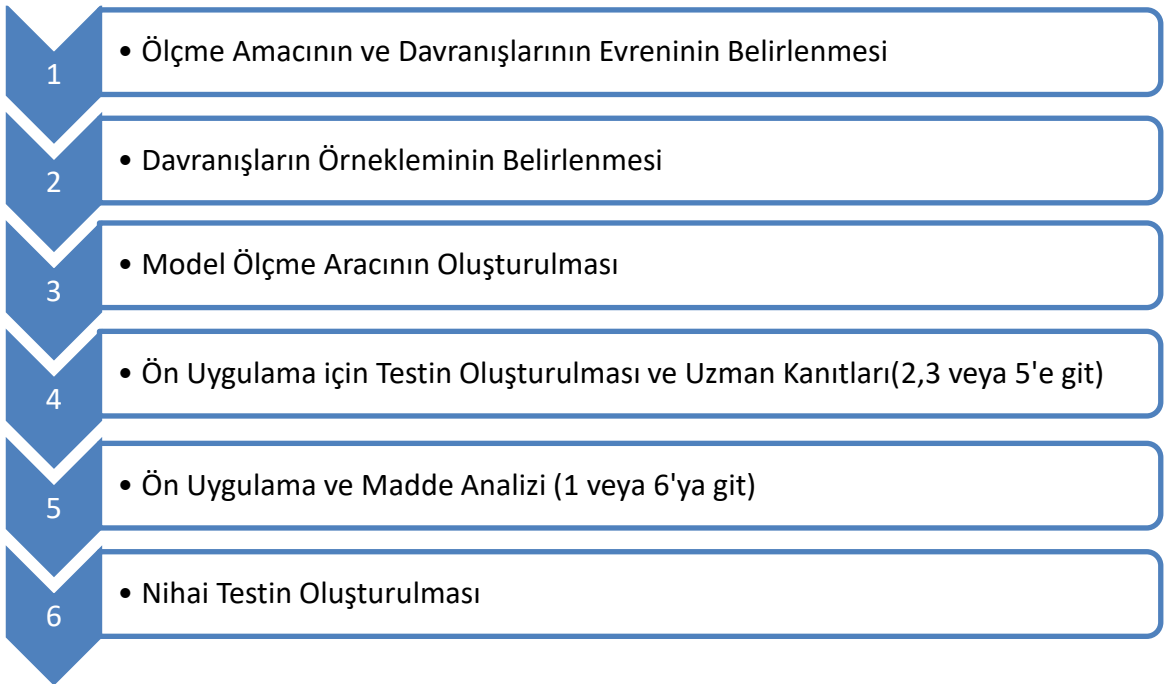 1
• Ölçme Amacının ve Davranışlarının Evreninin Belirlenmesi
2
• Davranışların Örnekleminin Belirlenmesi
3
• Model Ölçme Aracının Oluşturulması
4
• Ön Uygulama için Testin Oluşturulması ve Uzman Kanıtları(2,3 veya 5'e git)
5
• Ön Uygulama ve Madde Analizi (1 veya 6'ya git)
6
• Nihai Testin Oluşturulması